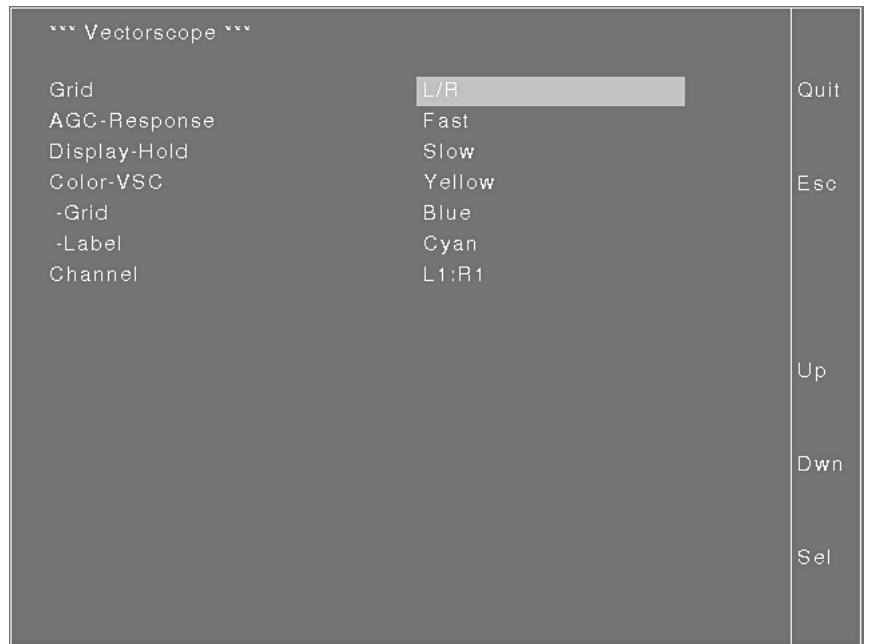 *** Vectorscope ***
Grid L/R
AGC-Response Fast
Display-Hold Slow
Color-VSC Yellow
-Grid Blue
-Label Cyan
Channel L1:R1
Quit
Esc
Up
Dwn
Sel